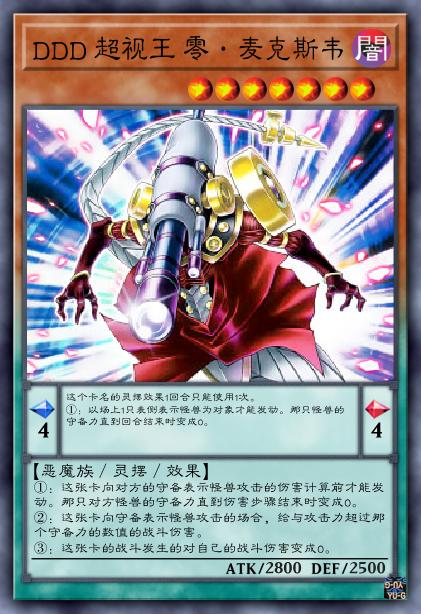 DDD 超视王 零·麦克斯韦
闇
这个卡名的灵摆效果1回合只能使用1次。
①：以场上1只表侧表示怪兽为对象才能发动。那只怪兽的
守备力直到回合结束时变成0。
4
4
【恶魔族／灵摆／效果】
①：这张卡向对方的守备表示怪兽攻击的伤害计算前才能发
动。那只对方怪兽的守备力直到伤害步骤结束时变成0。
②：这张卡向守备表示怪兽攻击的场合，给与攻击力超过那
个守备力的数值的战斗伤害。
③：这张卡的战斗发生的对自己的战斗伤害变成0。
ATK/2800 DEF/2500